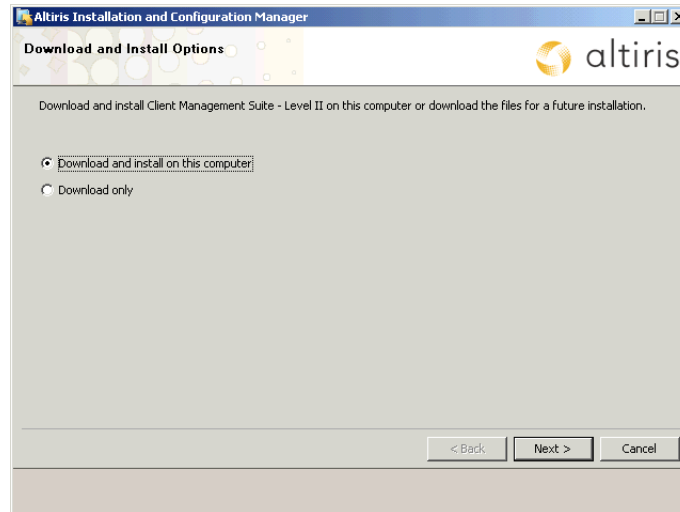 Altiris Installation and Configuration Manager
Download and Install Options
altiris
Download and install Client Management Suite - Level II on this computer or download the files for a future installation.
Download and install on this computer
Download only
< Back
Next >
Cancel